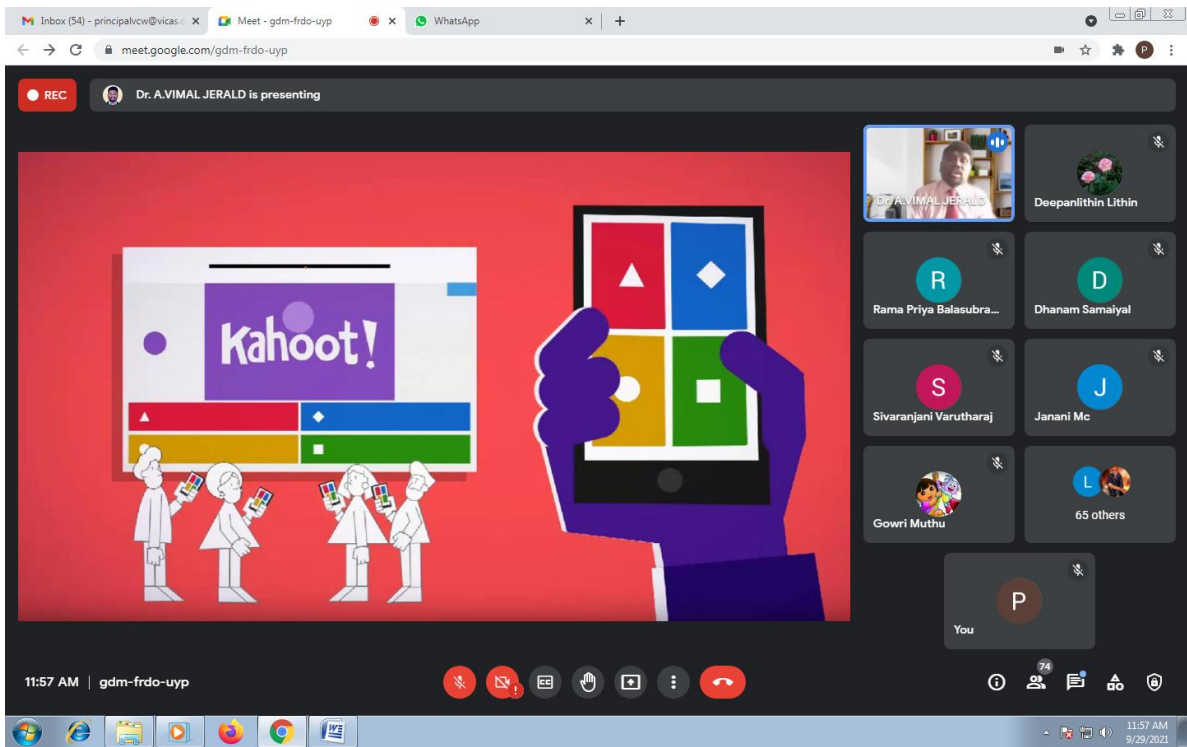 Inbox (54) - principalvcw@vicas.c
Meet - gdm-frdo-uyp
WhatsApp
meet.google.com/gdm-frdo-uyp
P
REC
Dr. A.VIMAL JERALD is presenting
Kahoot!
DR. A.VIMAL JERALD
Deepanlithin Lithin
R
Rama Priya Balasubra...
D
Dhanam Samaiyal
S
Sivaranjani Varutharaj
J
Janani Mc
Gowri Muthu
L
65 others
P
You
11:57 AM | gdm-frdo-uyp
CC
74
W
11:57 AM
9/29/2021